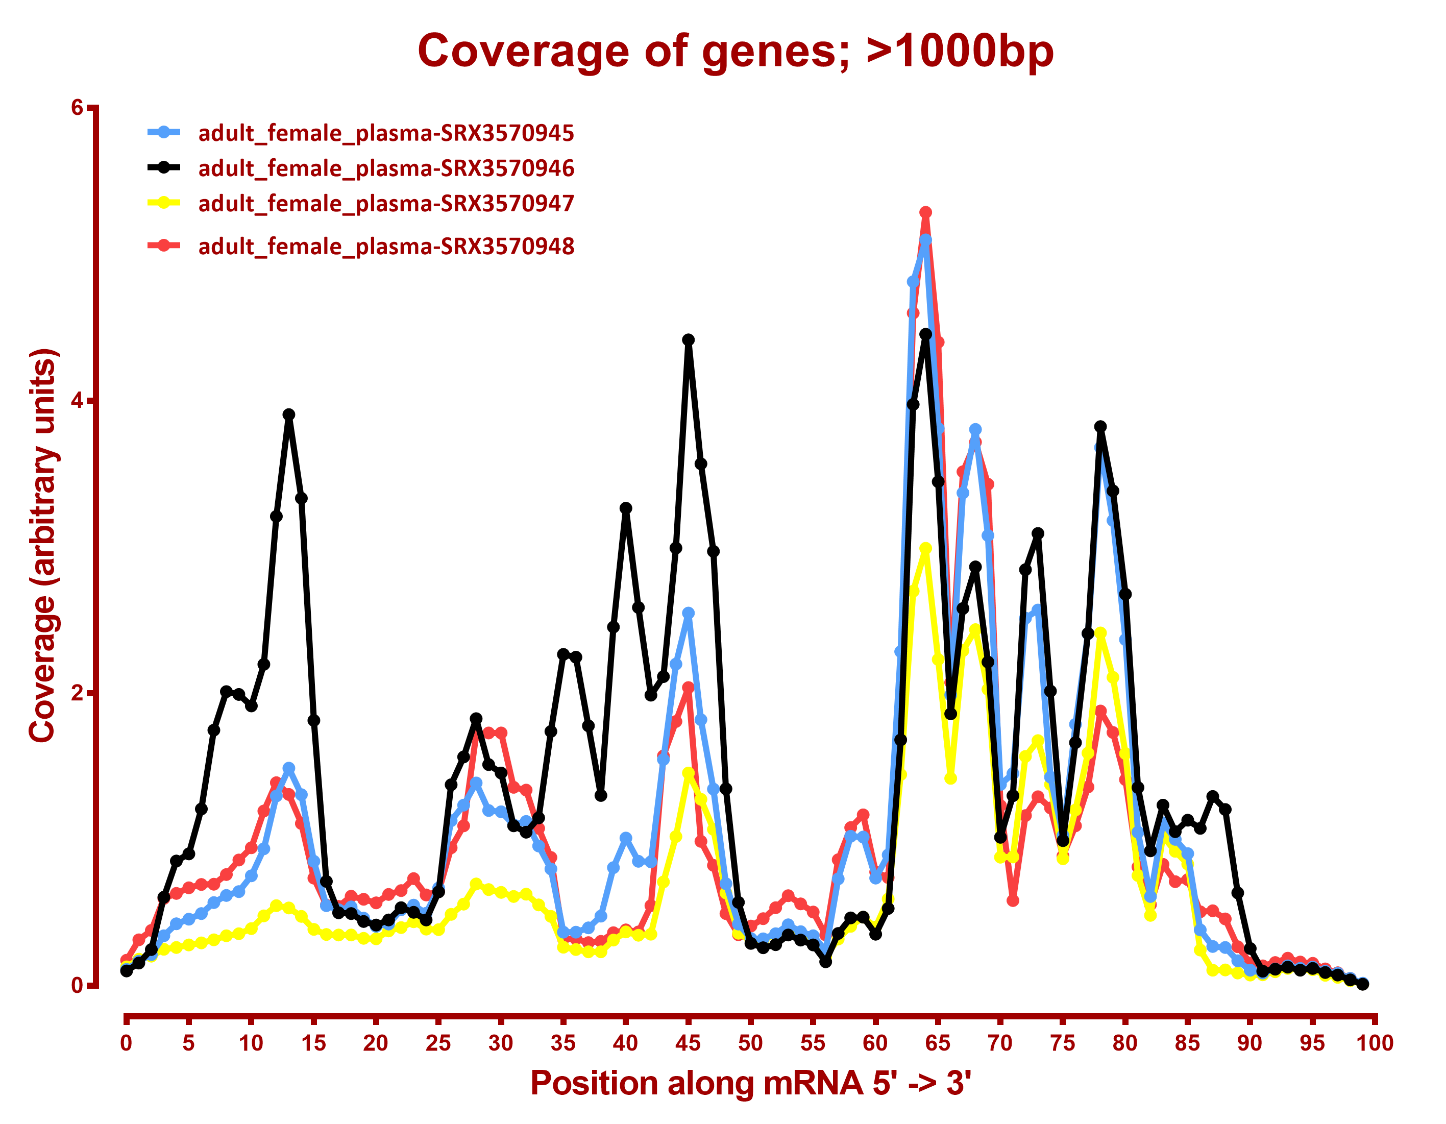 Coverage of genes; >1000bp
adult_female_plasma-SRX3570945
adult_female_plasma-SRX3570946
adult_female_plasma-SRX3570947
adult_female_plasma-SRX3570948
Coverage (arbitrary units)
6
4
2
0
0 5 10 15 20 25 30 35 40 45 50 55 60 65 70 75 80 85 90 95 100
Position along mRNA 5' -> 3'